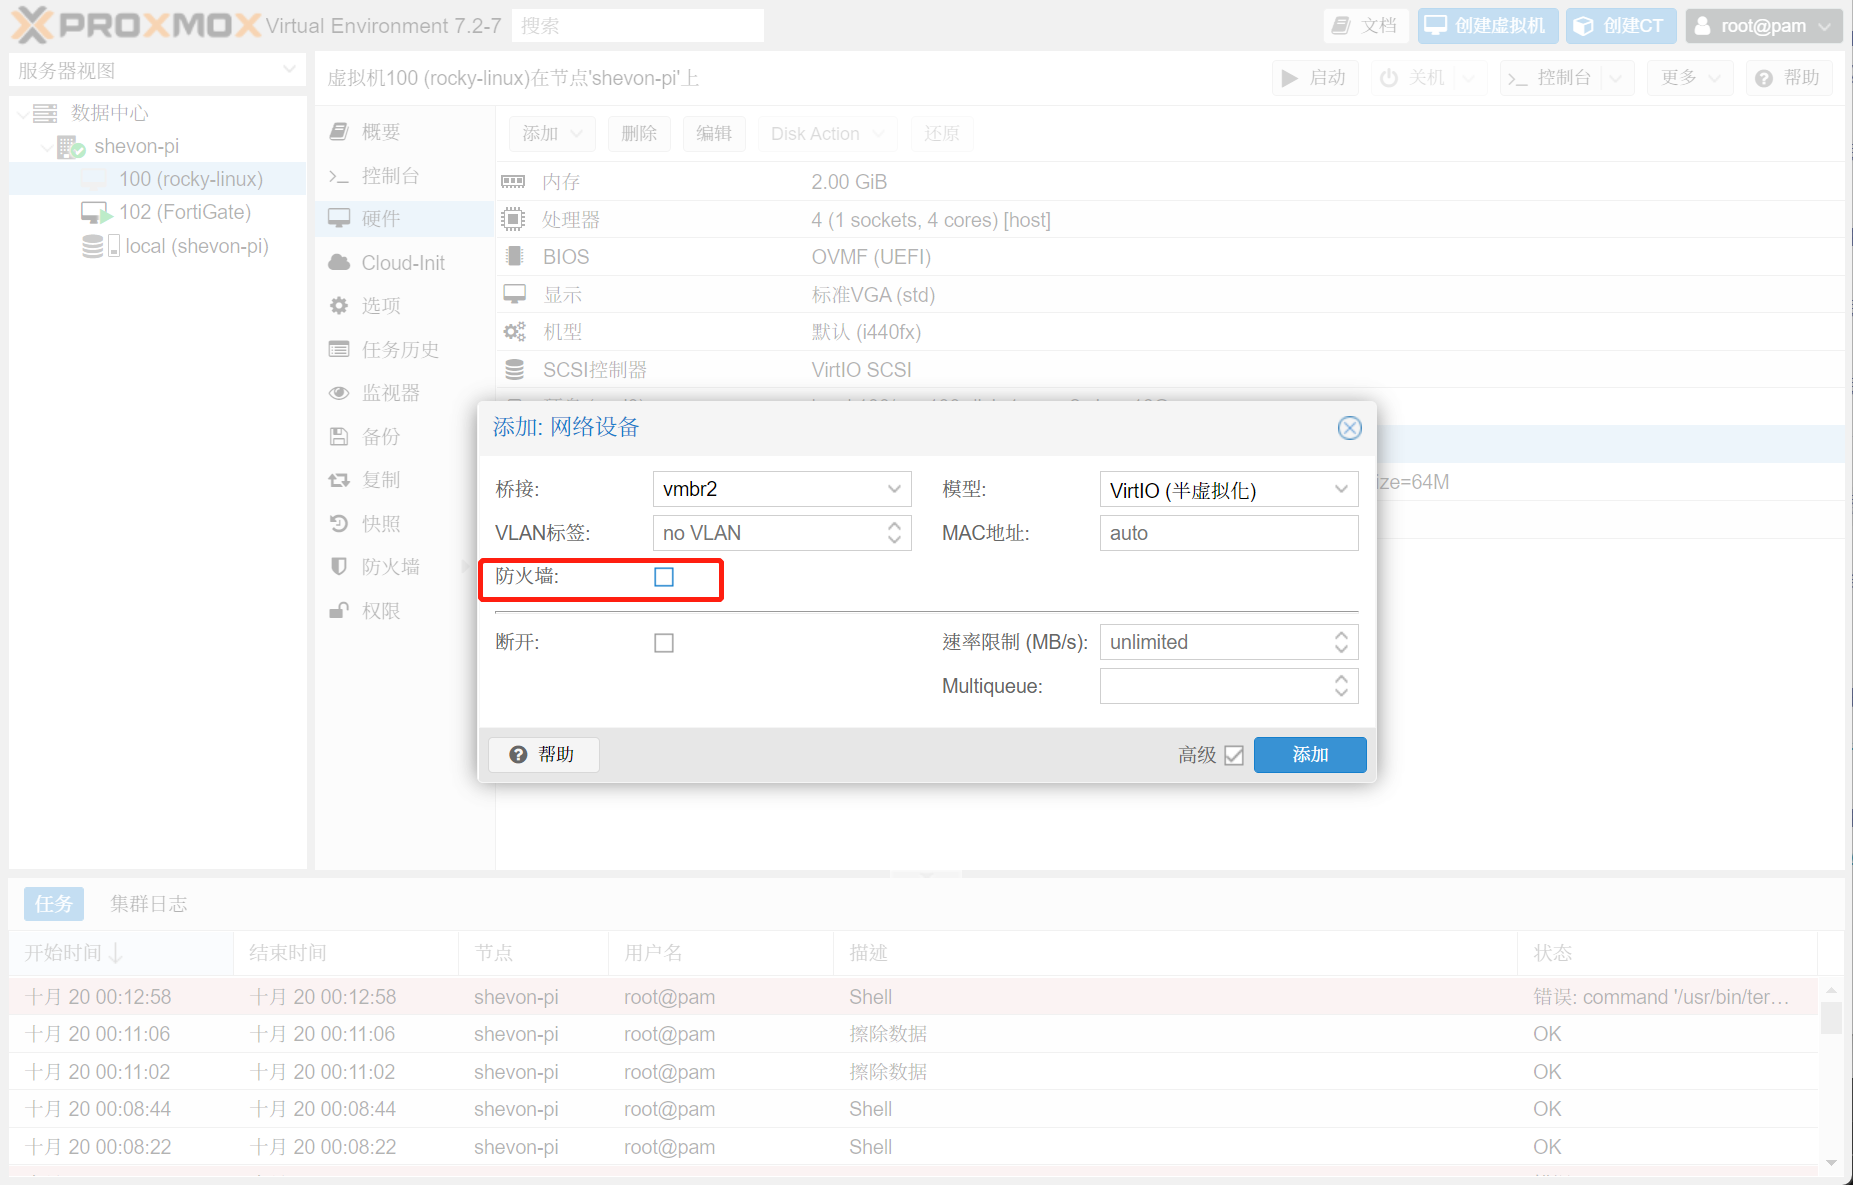 PROXMOX Virtual Environment 7.2-7 搜索 文档 创建虚拟机 创建CT root@pam
服务器视图
数据中心
shevon-pi
100 (rocky-linux)
102 (FortiGate)
local (shevon-pi)
虚拟机100 (rocky-linux)在节点'shevon-pi'上 启动 关机 控制台 更多 帮助
概要
控制台
硬件
Cloud-Init
选项
任务历史
监视器
备份
复制
快照
防火墙
权限
添加 删除 编辑 Disk Action 还原
内存 2.00 GiB
处理器 4 (1 sockets, 4 cores) [host]
BIOS OVMF (UEFI)
显示 标准VGA (std)
机型 默认 (i440fx)
SCSI控制器 VirtIO SCSI
ize=64M
添加: 网络设备
桥接: vmbr2 模型: VirtIO (半虚拟化)
VLAN标签: no VLAN MAC地址: auto
防火墙:
断开: 速率限制 (MB/s): unlimited
Multiqueue:
帮助 高级 添加
任务 集群日志
开始时间 结束时间 节点 用户名 描述 状态
十月 20 00:12:58 十月 20 00:12:58 shevon-pi root@pam Shell 错误: command '/usr/bin/ter...
十月 20 00:11:06 十月 20 00:11:06 shevon-pi root@pam 擦除数据 OK
十月 20 00:11:02 十月 20 00:11:02 shevon-pi root@pam 擦除数据 OK
十月 20 00:08:44 十月 20 00:08:44 shevon-pi root@pam Shell OK
十月 20 00:08:22 十月 20 00:08:22 shevon-pi root@pam Shell OK